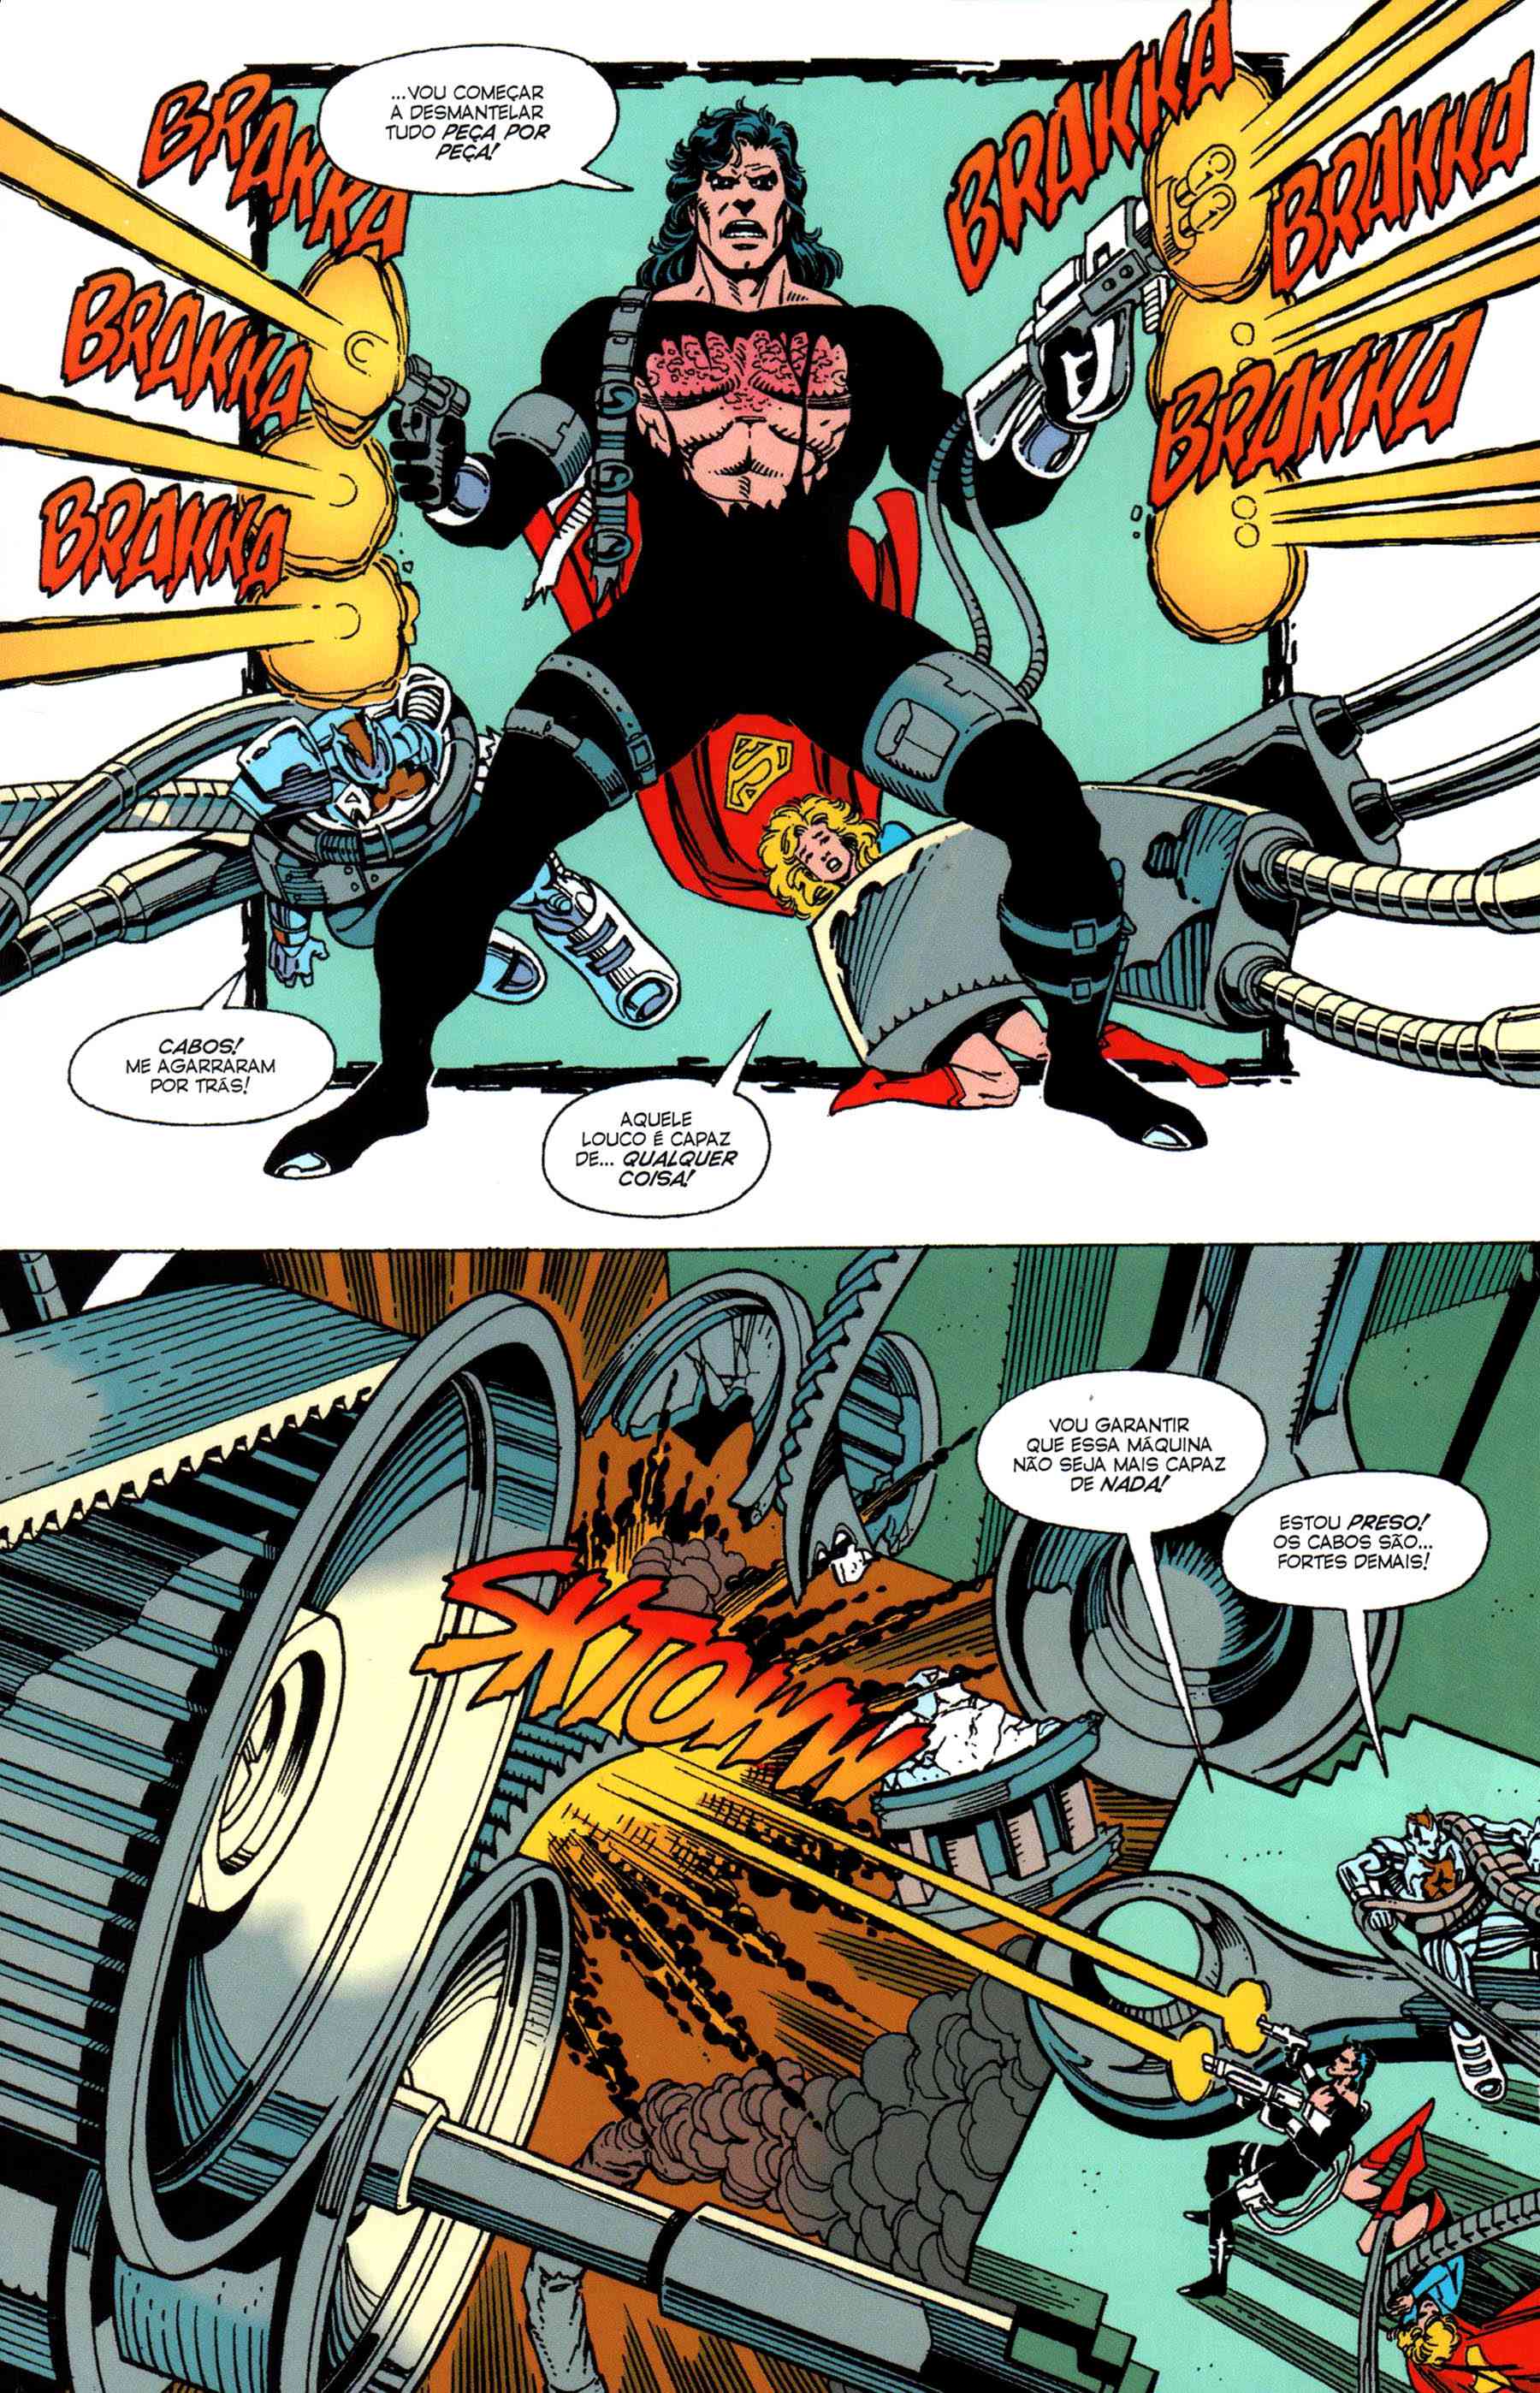 ...VOU COMEÇAR
A DESMANTELAR
TUDO PEÇA POR
PEÇA!
BRAKKA
BRAKKA
BRAKKA
BRAKKA
BRAKKA
BRAKKA
S
CABOS!
ME AGARRARAM
POR TRÁS!
AQUELE
LOUCO É CAPAZ
DE... QUALQUER
COISA!
VOU GARANTIR
QUE ESSA MÁQUINA
NÃO SEJA MAIS CAPAZ
DE NADA!
ESTOU PRESO!
OS CABOS SÃO...
FORTES DEMAIS!
SKTOWW